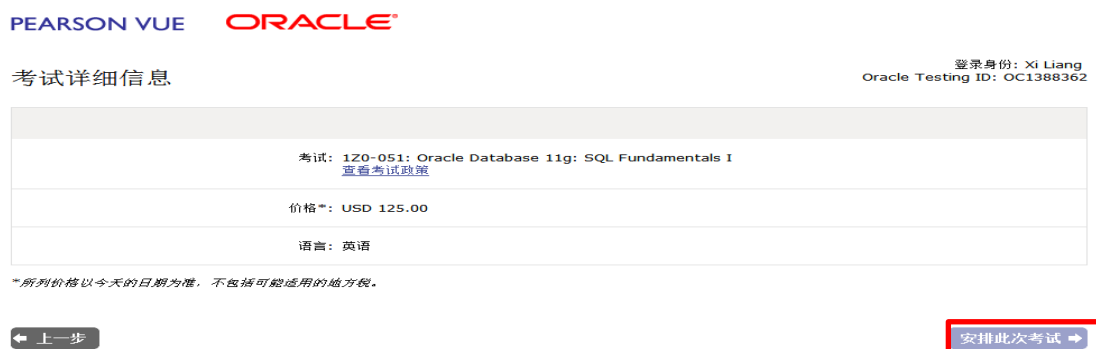 PEARSON VUE ORACLE®
考试详细信息
登录身份: Xi Liang
Oracle Testing ID: OC1388362
考试: 1Z0-051: Oracle Database 11g: SQL Fundamentals I
查看考试政策
价格*: USD 125.00
语言: 英语
*所列价格以今天的日期为准，不包括可能适用的地方税。
上一步
安排此次考试